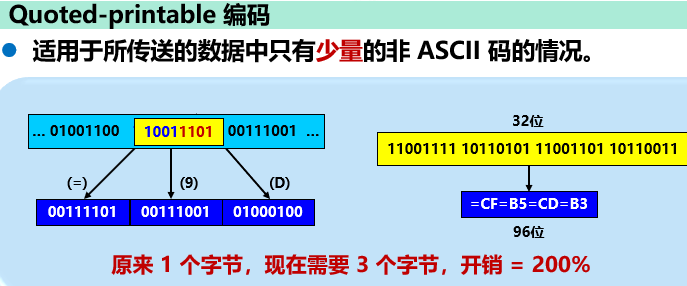 Quoted-printable 编码
适用于所传送的数据中只有少量的非 ASCII 码的情况。
... 01001100 10011101 00111001 ...
(=) (9) (D)
00111101 00111001 01000100
32位
11001111 10110101 11001101 10110011
=CF=B5=CD=B3
96位
原来 1 个字节，现在需要 3 个字节，开销 = 200%